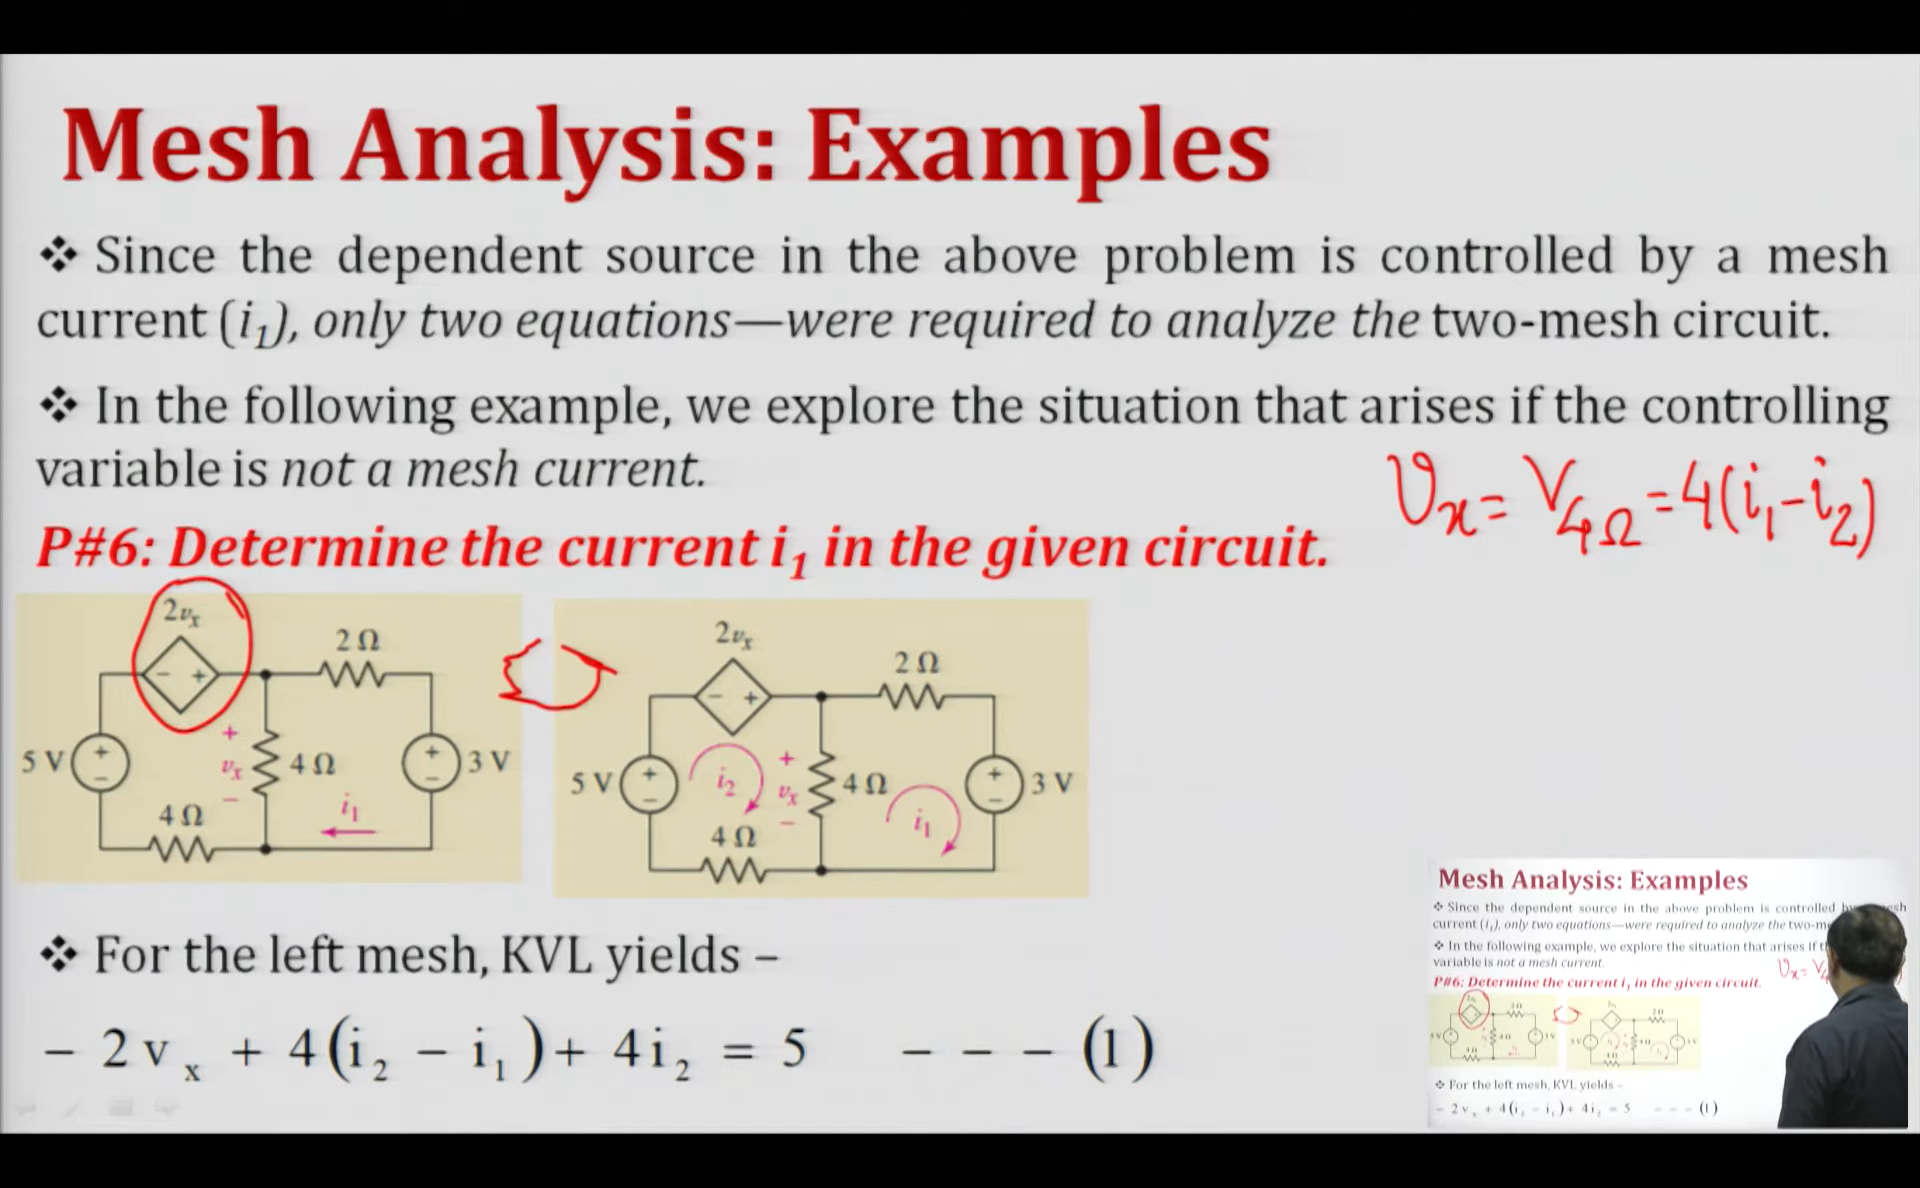 Mesh Analysis: Examples
❖ Since the dependent source in the above problem is controlled by a mesh
current (i₁), only two equations—were required to analyze the two-mesh circuit.
❖ In the following example, we explore the situation that arises if the controlling
variable is not a mesh current.
𝑣ₓ = V₄Ω = 4(i₁ - i₂)
P#6: Determine the current i₁ in the given circuit.
2vₓ
2 Ω
5 V
+
−
− +
+
vₓ
−
4 Ω
+
−
3 V
4 Ω
i₁
2vₓ
2 Ω
5 V
+
−
− +
i₂
+
vₓ
−
4 Ω
i₁
+
−
3 V
4 Ω
❖ For the left mesh, KVL yields –
− 2 vₓ + 4(i₂ − i₁) + 4i₂ = 5 − − − (1)
Mesh Analysis: Examples
❖ Since the dependent source in the above problem is controlled
current (i₁), only two equations—were required to analyze the
❖ In the following example, we explore the situation that arises if
variable is not a mesh current.
P#6: Determine the current i₁ in the given circuit.
❖ For the left mesh, KVL yields –
− 2 vₓ + 4(i₂ − i₁) + 4i₂ = 5 − − − (1)